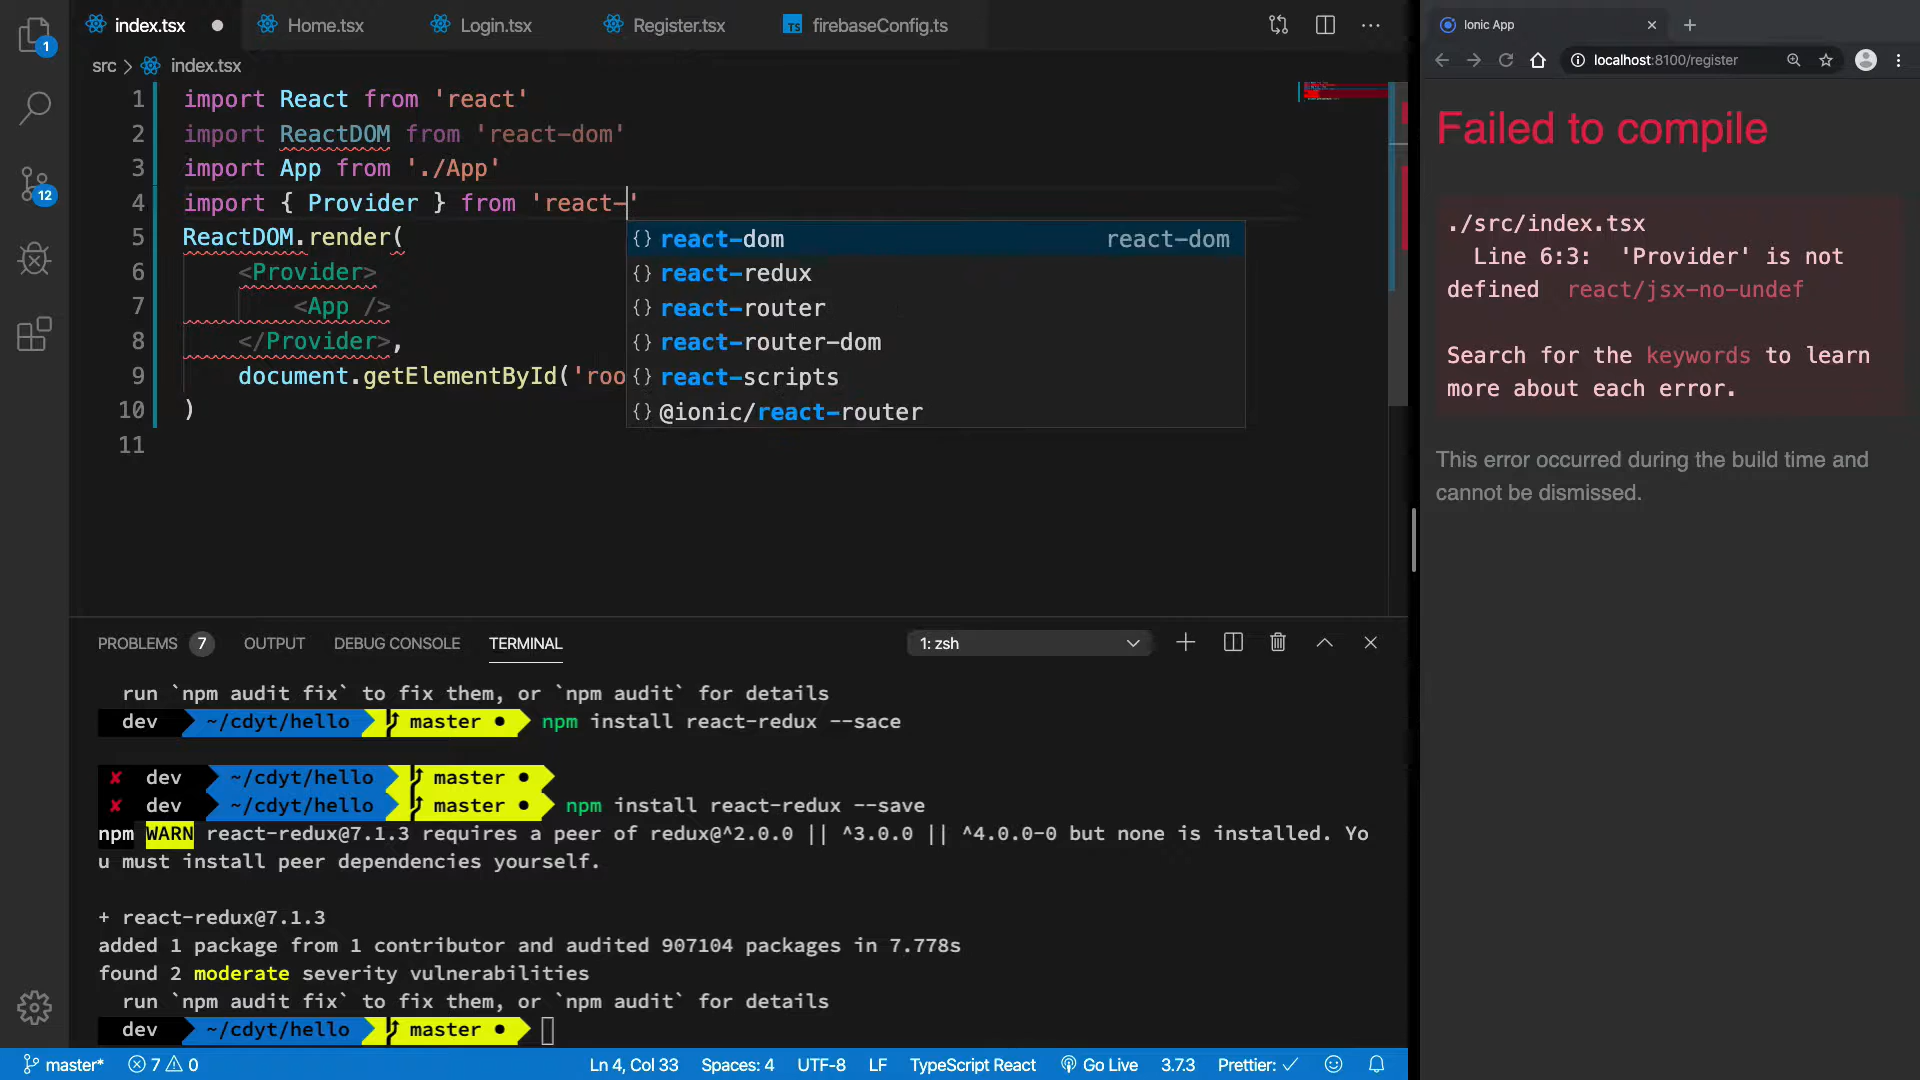 index.tsx
Home.tsx
Login.tsx
TS
Register.tsx
firebaseConfig.ts
Ionic App
src
index.tsx
localhost:8100/register
1
1 import React from 'react'
2 import ReactDOM from 'react-dom'
3 import App from './App'
4 import { Provider } from 'react-'
5 ReactDOM.render(
6 <Provider>
7 <App />
8 </Provider>,
9 document.getElementById('roo
10 )
11
12
{} react-dom react-dom
{} react-redux
{} react-router
{} react-router-dom
{} react-scripts
{} @ionic/react-router
Failed to compile
./src/index.tsx
Line 6:3: 'Provider' is not
defined react/jsx-no-undef
Search for the keywords to learn
more about each error.
This error occurred during the build time and
cannot be dismissed.
PROBLEMS 7 OUTPUT DEBUG CONSOLE TERMINAL 1: zsh
run `npm audit fix` to fix them, or `npm audit` for details
dev ~/cdyt/hello master ● npm install react-redux --sace
✘ dev ~/cdyt/hello master ●
✘ dev ~/cdyt/hello master ● npm install react-redux --save
npm WARN react-redux@7.1.3 requires a peer of redux@^2.0.0 || ^3.0.0 || ^4.0.0-0 but none is installed. Yo
u must install peer dependencies yourself.
+ react-redux@7.1.3
added 1 package from 1 contributor and audited 907104 packages in 7.778s
found 2 moderate severity vulnerabilities
run `npm audit fix` to fix them, or `npm audit` for details
dev ~/cdyt/hello master ●
master* 7 0 Ln 4, Col 33 Spaces: 4 UTF-8 LF TypeScript React Go Live 3.7.3 Prettier: ✓